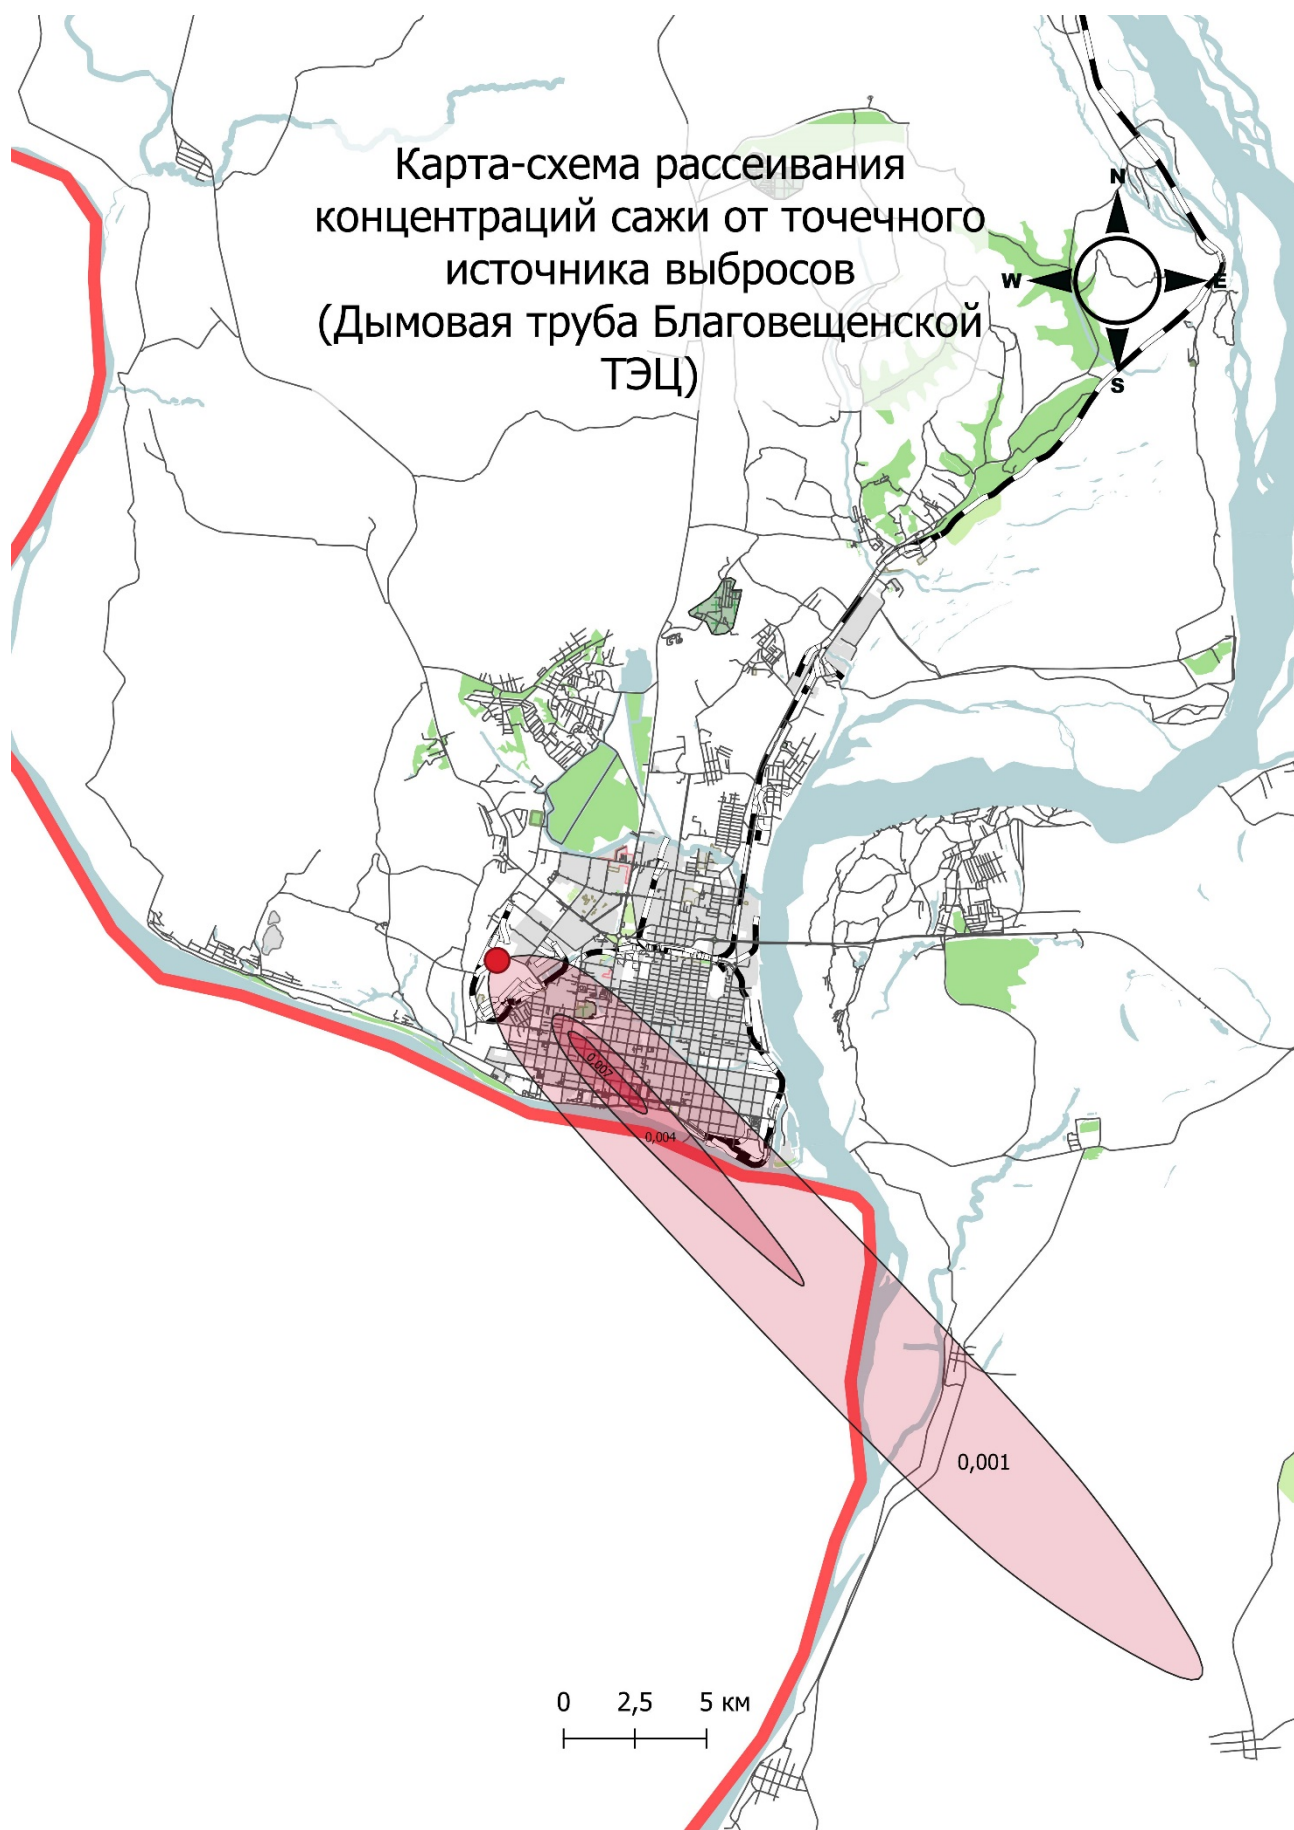 Карта-схема рассеивания
концентраций сажи от точечного
источника выбросов
(Дымовая труба Благовещенской
ТЭЦ)
N
W
E
S
0,007
0,004
0,001
0 2,5 5 км